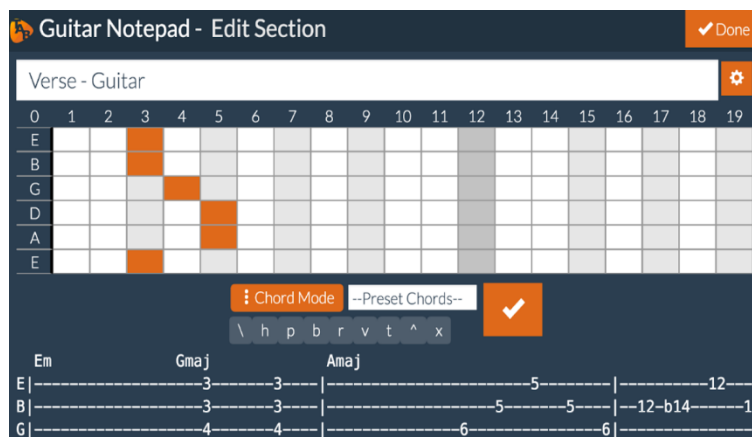 Guitar Notepad - Edit Section
Done
Verse - Guitar
0 1 2 3 4 5 6 7 8 9 10 11 12 13 14 15 16 17 18 19
E
B
G
D
A
E
Chord Mode --Preset Chords--
\ h p b r v t ^ x
Em Gmaj Amaj
E|-------------------3-------3----|-----------------------5--------|----------12---
B|-------------------3-------3----|-------------------5-------5----|--12-b14------1
G|-------------------4-------4----|---------------6---------------6|---------------